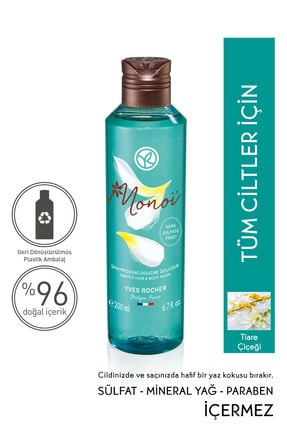 Monoï
SANS
SULFATE
SHAMPOOING DOUCHE DOUCEUR
GENTLE HAIR & BODY WASH
YVES ROCHER
Bretagne France
℮ 200 ml 6.7 fl. oz.
Geri Dönüştürülmüş
Plastik Ambalaj
%96
doğal içerik
TÜM CİLTLER İÇİN
Tiare
Çiçeği
Cildinizde ve saçınızda hafif bir yaz kokusu bırakır.
SÜLFAT - MİNERAL YAĞ - PARABEN
İÇERMEZ